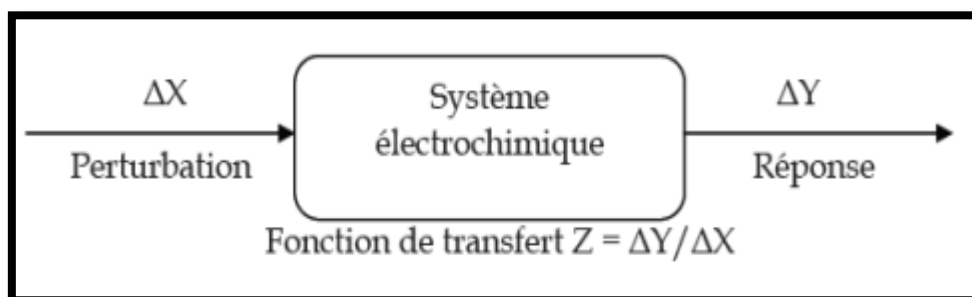 ΔX
Perturbation
Système
électrochimique
ΔY
Réponse
Fonction de transfert Z = ΔY/ΔX